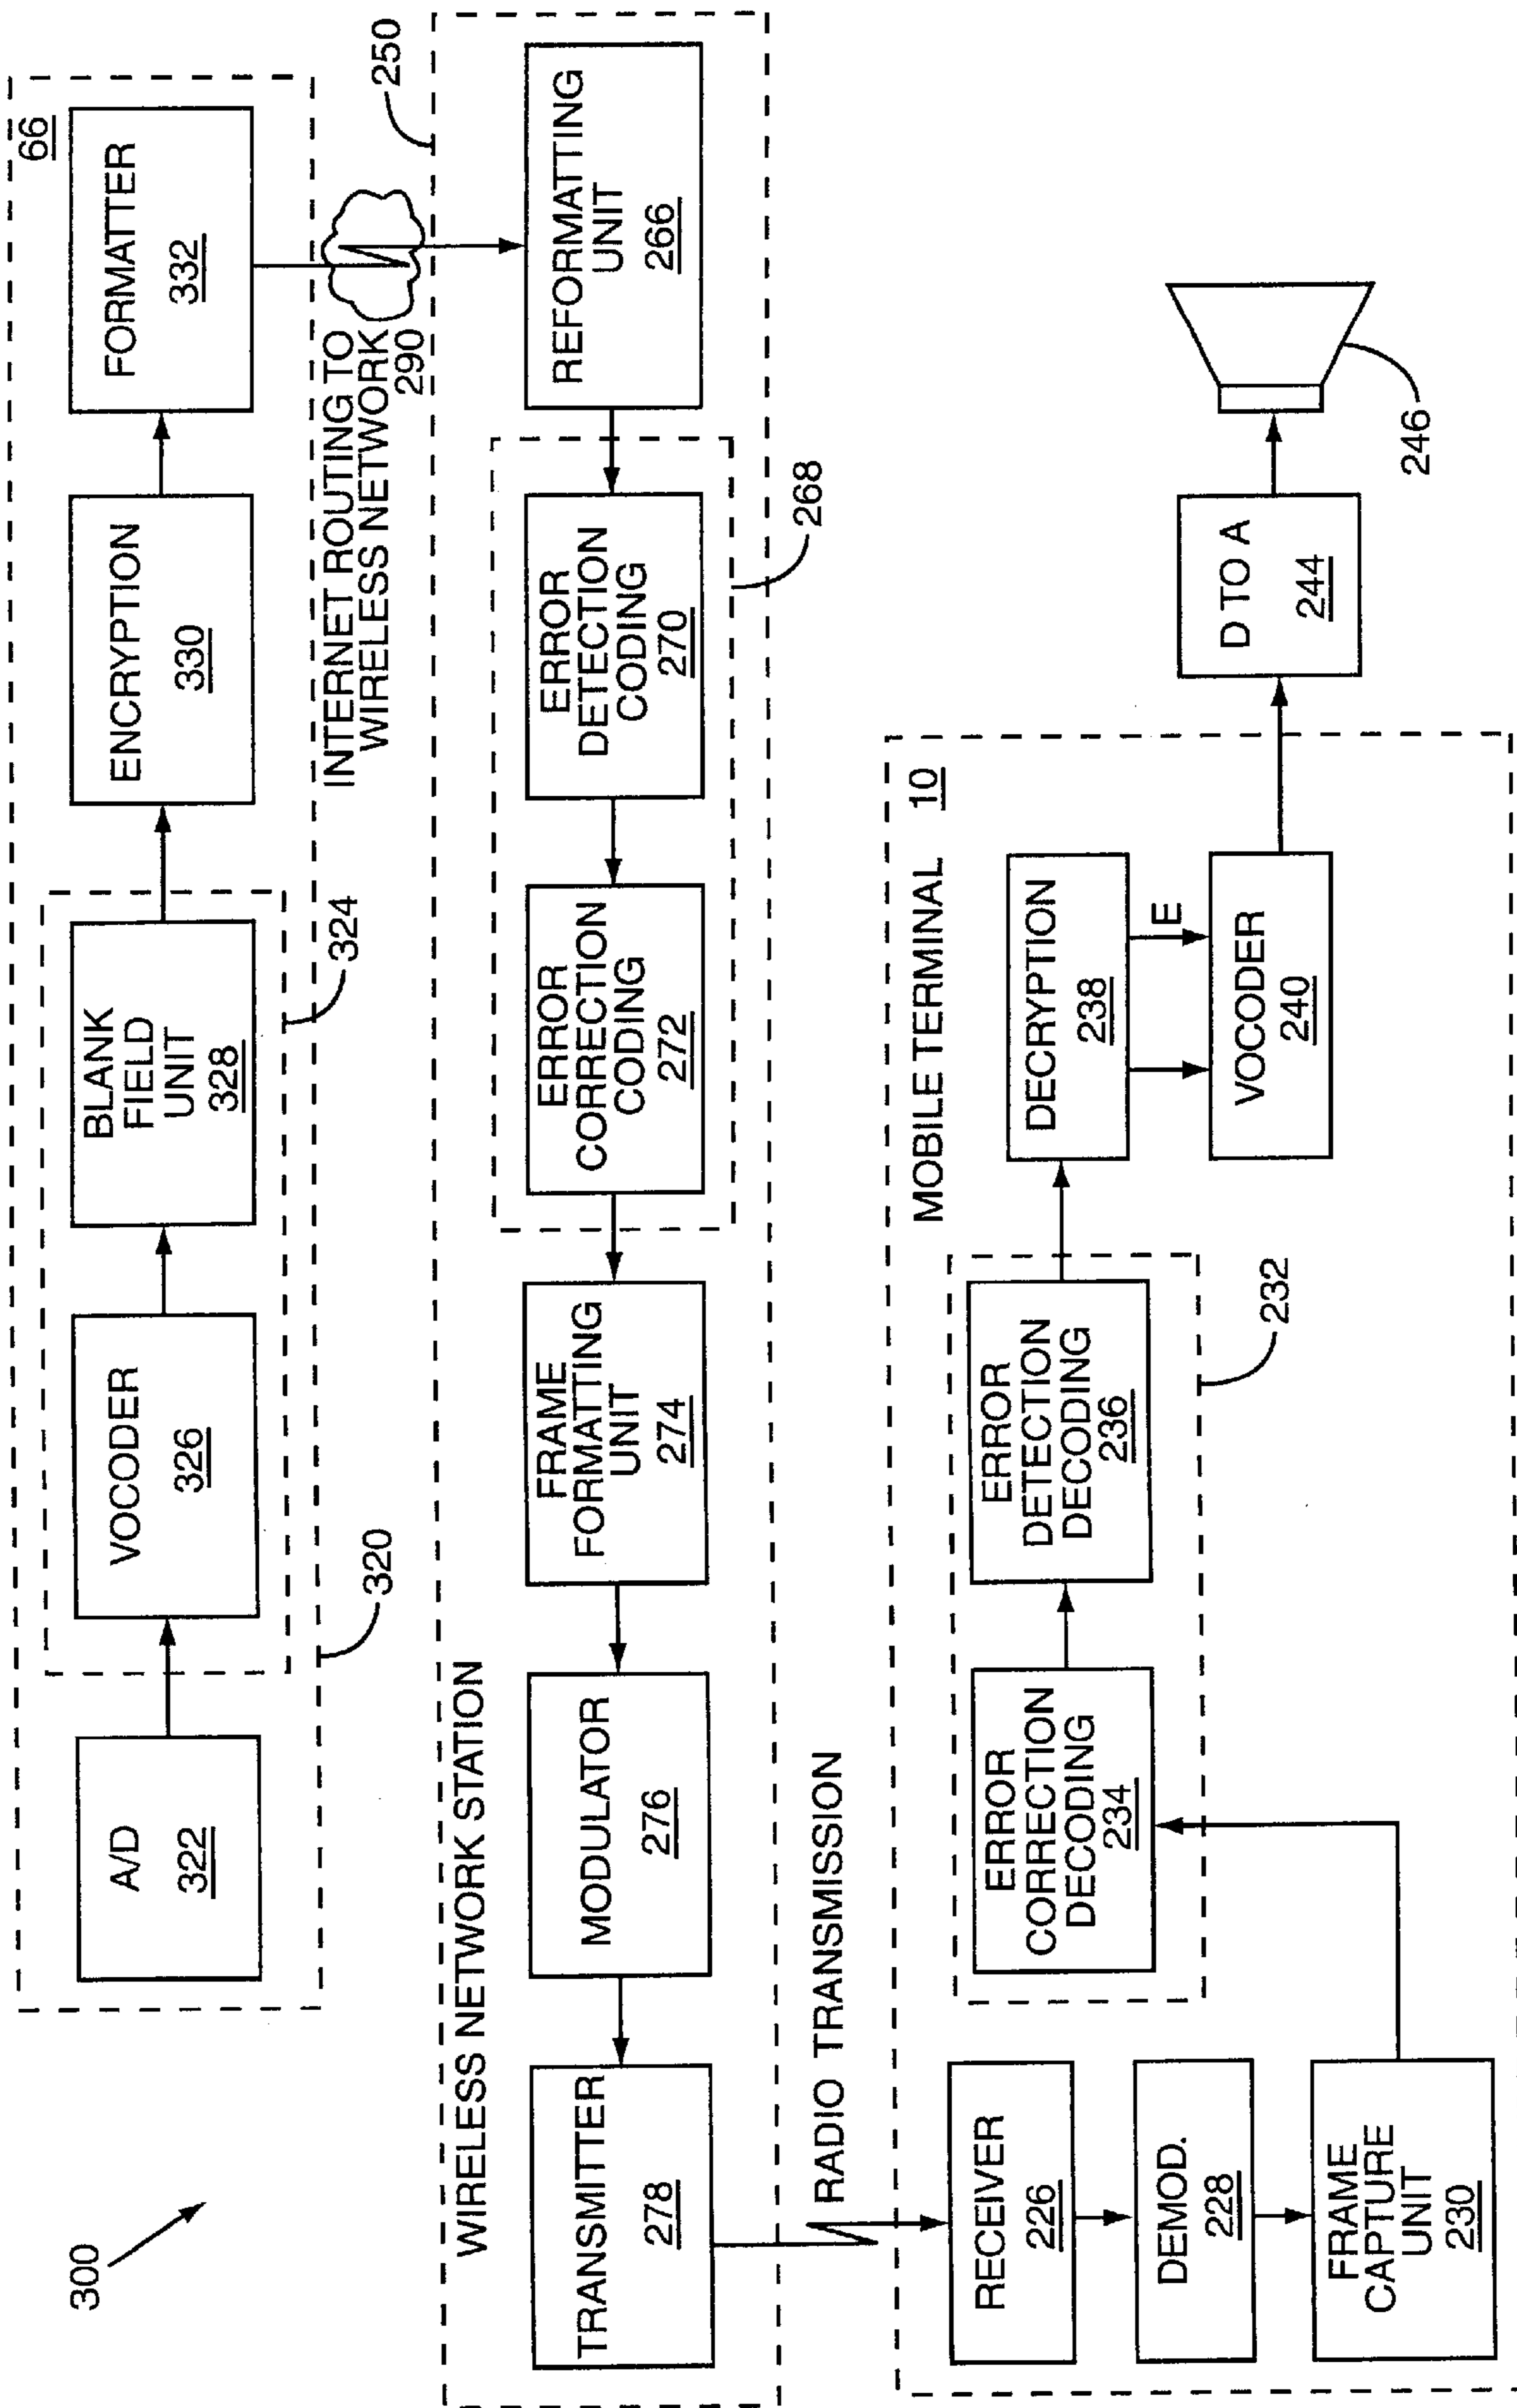 300
66
A/D
322
VOCODER
326
BLANK
FIELD
UNIT
328
ENCRYPTION
330
FORMATTER
332
320
324
INTERNET ROUTING TO
WIRELESS NETWORK
290
250
WIRELESS NETWORK STATION
TRANSMITTER
278
MODULATOR
276
FRAME
FORMATTING
UNIT
274
ERROR
CORRECTION
CODING
272
ERROR
DETECTION
CODING
270
REFORMATTING
UNIT
266
268
RADIO TRANSMISSION
MOBILE TERMINAL 10
RECEIVER
226
DEMOD.
228
FRAME
CAPTURE
UNIT
230
ERROR
CORRECTION
DECODING
234
ERROR
DETECTION
DECODING
236
232
DECRYPTION
238
E
VOCODER
240
D TO A
244
246